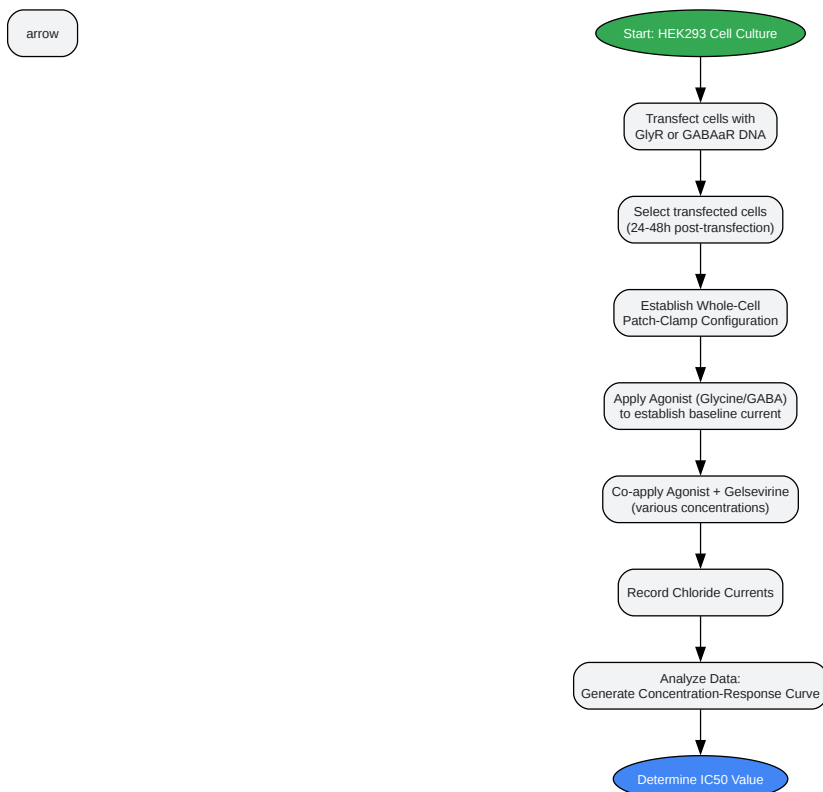 arrow
Start: HEK293 Cell Culture
Transfect cells with
GlyR or GABAaR DNA
Select transfected cells
(24-48h post-transfection)
Establish Whole-Cell
Patch-Clamp Configuration
Apply Agonist (Glycine/GABA)
to establish baseline current
Co-apply Agonist + Gelsevirine
(various concentrations)
Record Chloride Currents
Analyze Data:
Generate Concentration-Response Curve
Determine IC50 Value